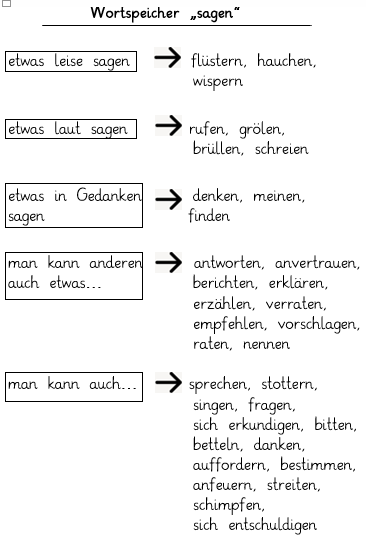 Wortspeicher „sagen“
etwas leise sagen
flüstern, hauchen,
wispern
etwas laut sagen
rufen, grölen,
brüllen, schreien
etwas in Gedanken
sagen
denken, meinen,
finden
man kann anderen
auch etwas...
antworten, anvertrauen,
berichten, erklären,
erzählen, verraten,
empfehlen, vorschlagen,
raten, nennen
man kann auch...
sprechen, stottern,
singen, fragen,
sich erkundigen, bitten,
betteln, danken,
auffordern, bestimmen,
anfeuern, streiten,
schimpfen,
sich entschuldigen